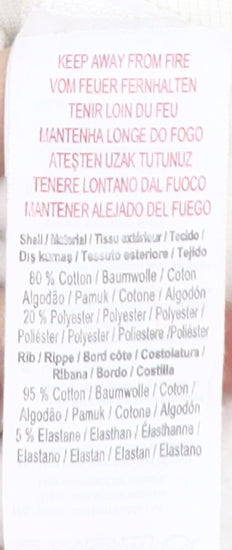 KEEP AWAY FROM FIRE
VOM FEUER FERNHALTEN
TENIR LOIN DU FEU
MANTENHA LONGE DO FOGO
ATEŞTEN UZAK TUTUNUZ
TENERE LONTANO DAL FUOCO
MANTENER ALEJADO DEL FUEGO
Shell / Material / Tissu extérieur / Tecido /
Dış kumaş / Tessuto esteriore / Tejido
80 % Cotton / Baumwolle / Coton
Algodão / Pamuk / Cotone / Algodón
20 % Polyester / Polyester / Polyester /
Poliéster / Polyester / Poliestere /Poliéster
Rib / Rippe / Bord côte / Costolatura /
Ribana / Bordo / Costilla
95 % Cotton / Baumwolle / Coton /
Algodão / Pamuk / Cotone / Algodón
5 % Elastane / Elasthan / Élasthanne /
Elastano / Elastan / Elastan / Elastano